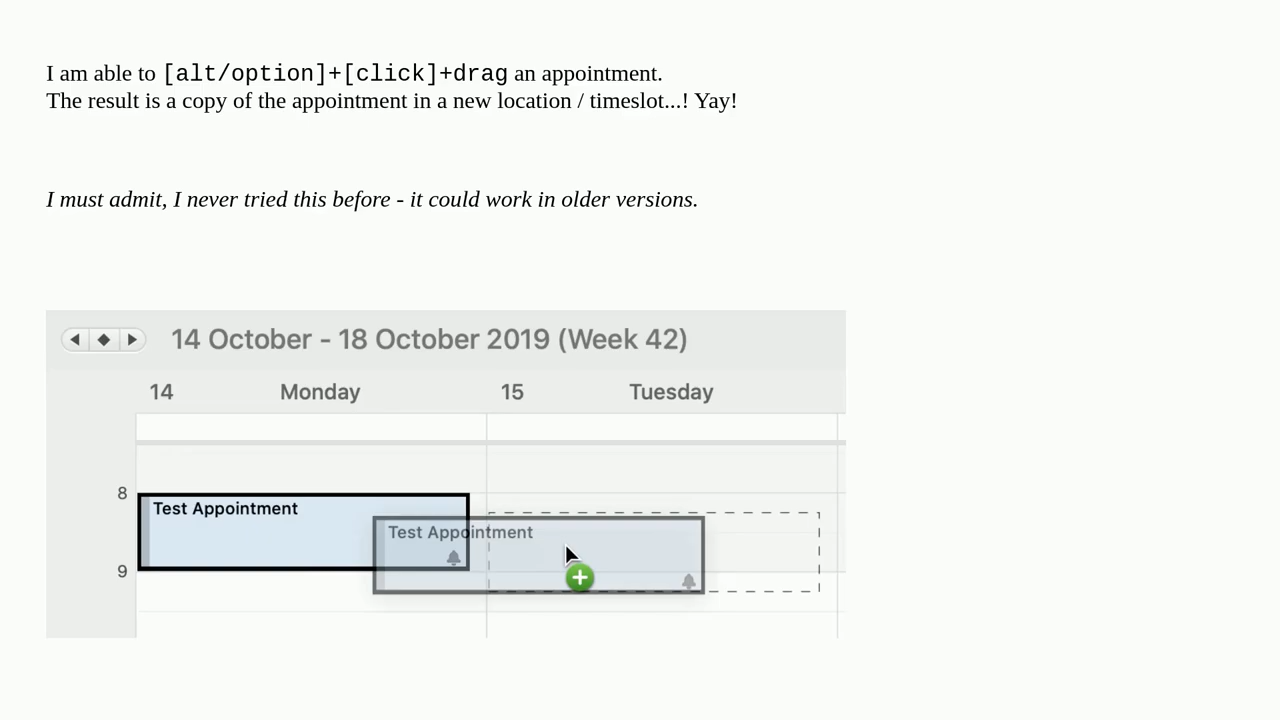 I am able to [alt/option]+[click]+drag an appointment.
The result is a copy of the appointment in a new location / timeslot...! Yay!
I must admit, I never tried this before - it could work in older versions.
14 October - 18 October 2019 (Week 42)
14 Monday 15 Tuesday
8
Test Appointment
Test Appointment
9